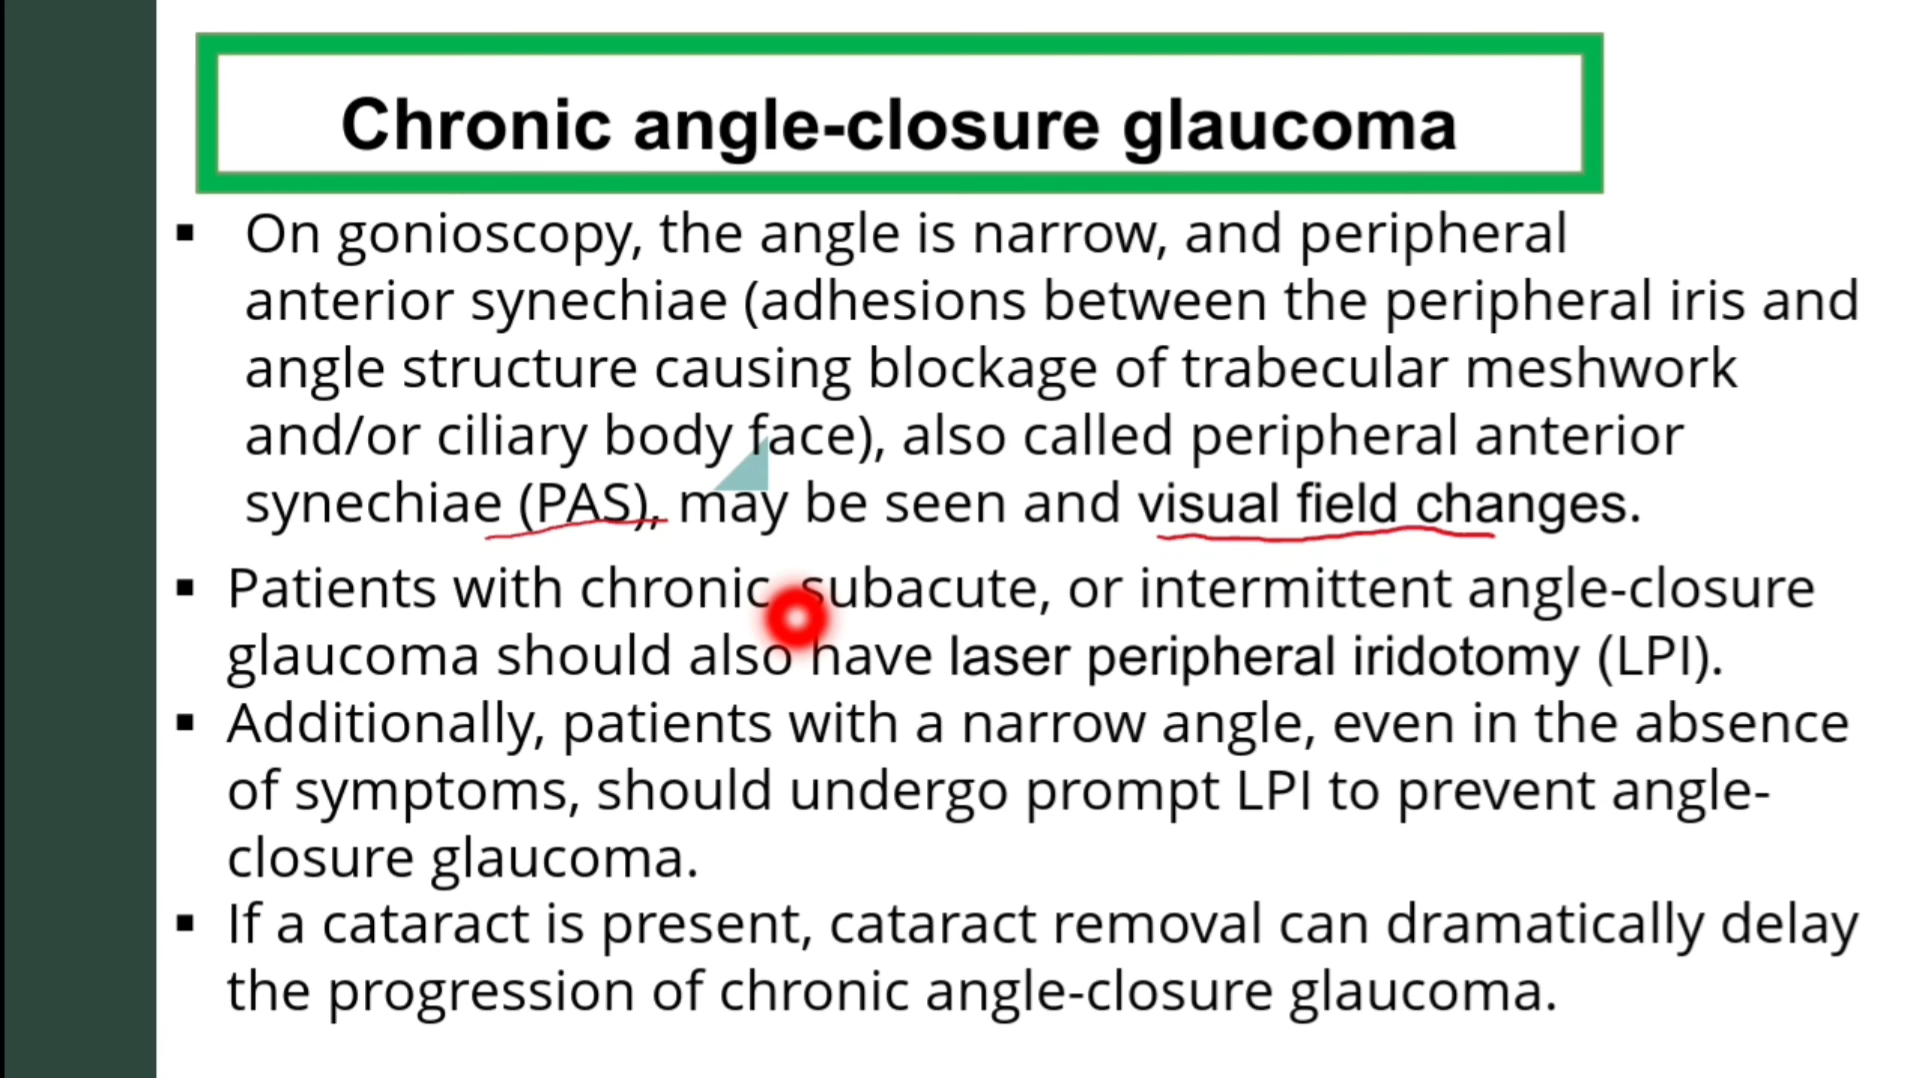 Chronic angle-closure glaucoma
▪ On gonioscopy, the angle is narrow, and peripheral
anterior synechiae (adhesions between the peripheral iris and
angle structure causing blockage of trabecular meshwork
and/or ciliary body face), also called peripheral anterior
synechiae (PAS), may be seen and visual field changes.
▪ Patients with chronic, subacute, or intermittent angle-closure
glaucoma should also have laser peripheral iridotomy (LPI).
▪ Additionally, patients with a narrow angle, even in the absence
of symptoms, should undergo prompt LPI to prevent angle-
closure glaucoma.
▪ If a cataract is present, cataract removal can dramatically delay
the progression of chronic angle-closure glaucoma.